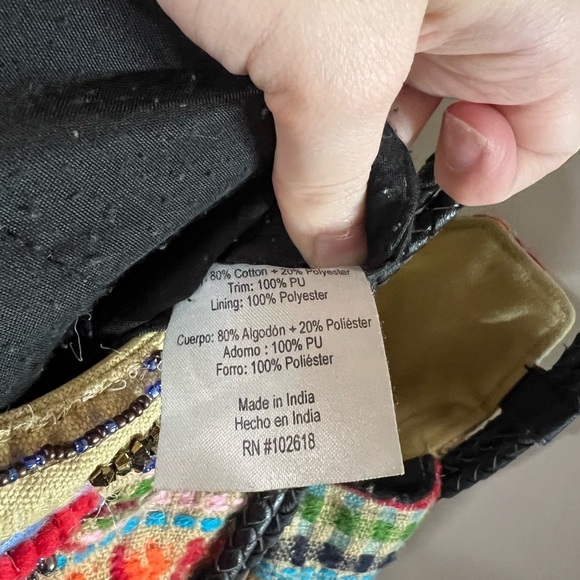 80% Cotton + 20% Polyester
Trim: 100% PU
Lining: 100% Polyester
Cuerpo: 80% Algodón + 20% Poliéster
Adorno : 100% PU
Forro: 100% Poliéster
Made in India
Hecho en India
RN #102618